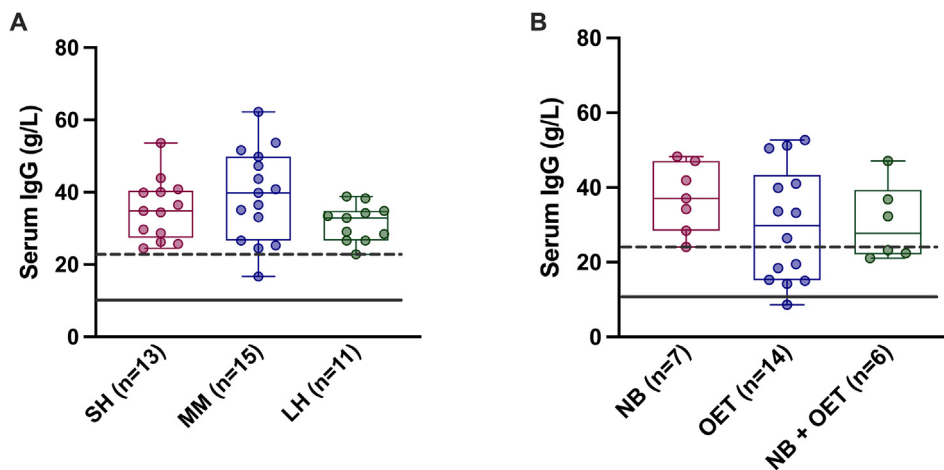 A
Serum IgG (g/L)
80
60
40
20
0
SH (n=13)
MM (n=15)
LH (n=11)
B
Serum IgG (g/L)
80
60
40
20
0
NB (n=7)
OET (n=14)
NB + OET (n=6)